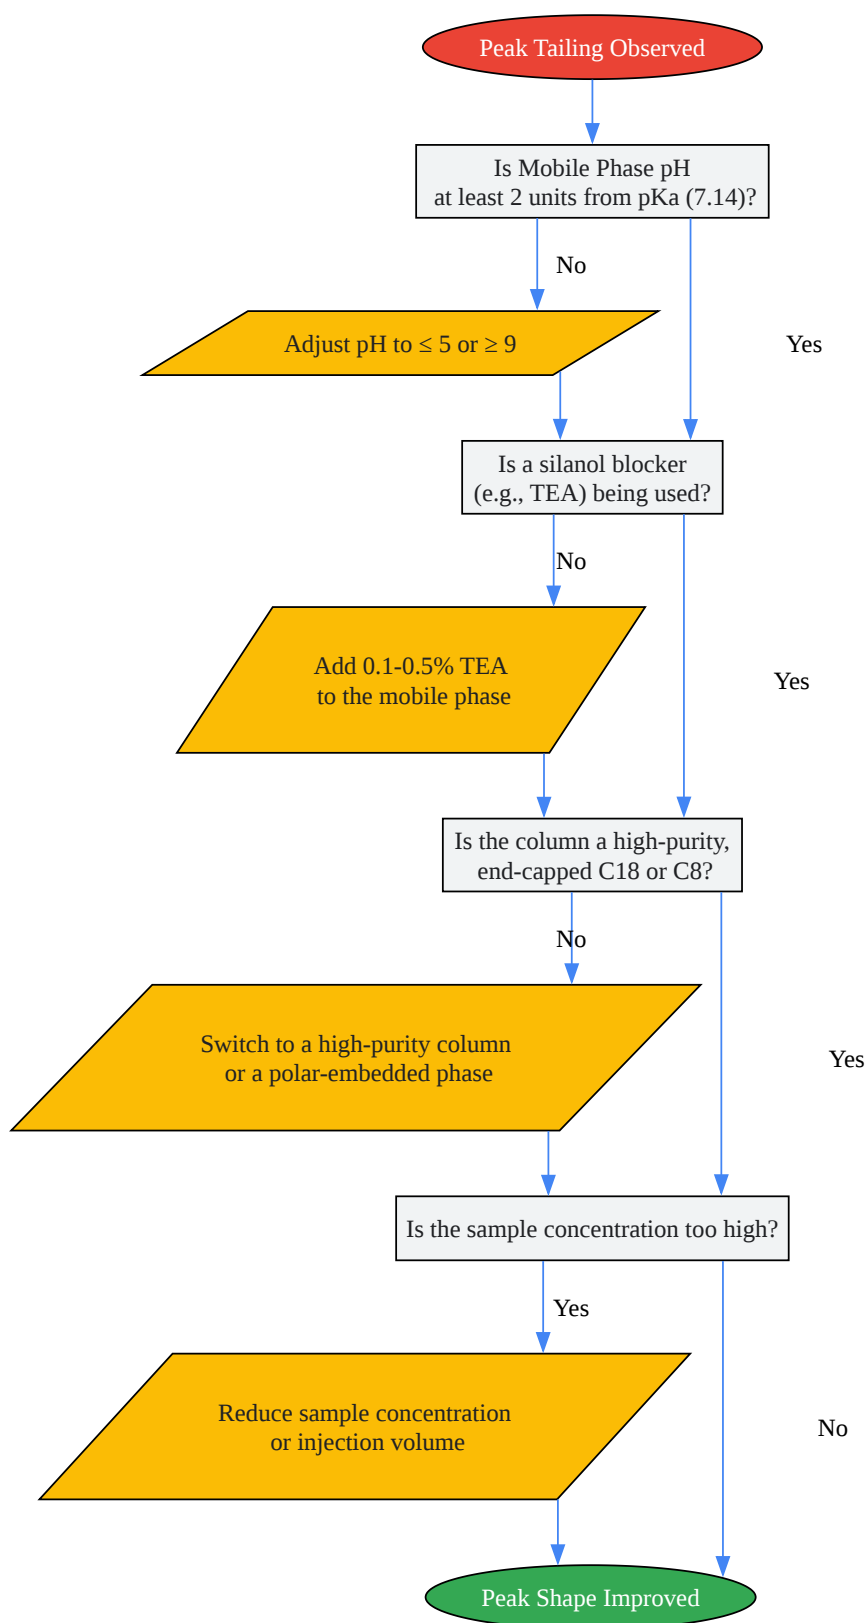 Peak Tailing Observed
Is Mobile Phase pH
at least 2 units from pKa (7.14)?
No
Adjust pH to ≤ 5 or ≥ 9
Yes
Is a silanol blocker
(e.g., TEA) being used?
No
Add 0.1-0.5% TEA
to the mobile phase
Yes
Is the column a high-purity,
end-capped C18 or C8?
No
Switch to a high-purity column
or a polar-embedded phase
Yes
Is the sample concentration too high?
Yes
Reduce sample concentration
or injection volume
No
Peak Shape Improved